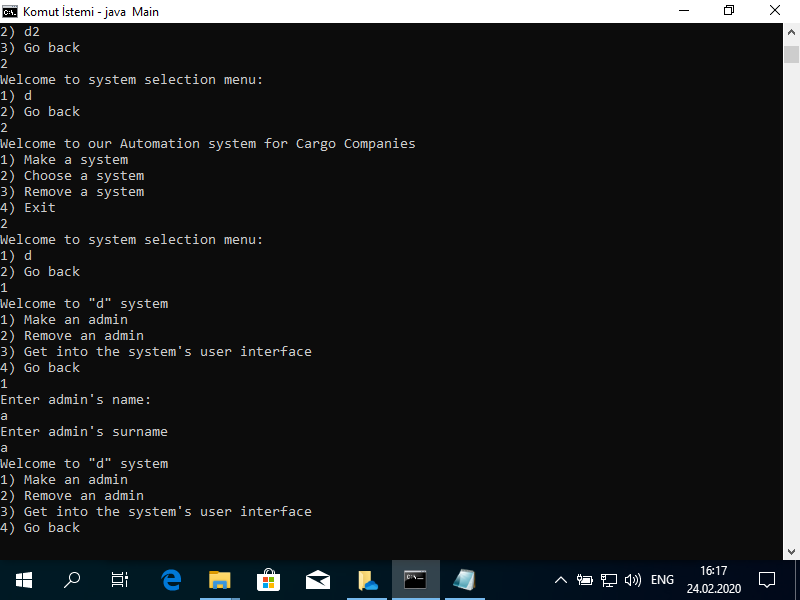 Komut İstemi - java  Main
2) d2
3) Go back
2
Welcome to system selection menu:
1) d
2) Go back
2
Welcome to our Automation system for Cargo Companies
1) Make a system
2) Choose a system
3) Remove a system
4) Exit
2
Welcome to system selection menu:
1) d
2) Go back
1
Welcome to "d" system
1) Make an admin
2) Remove an admin
3) Get into the system's user interface
4) Go back
1
Enter admin's name:
a
Enter admin's surname
a
Welcome to "d" system
1) Make an admin
2) Remove an admin
3) Get into the system's user interface
4) Go back
ENG
16:17
24.02.2020